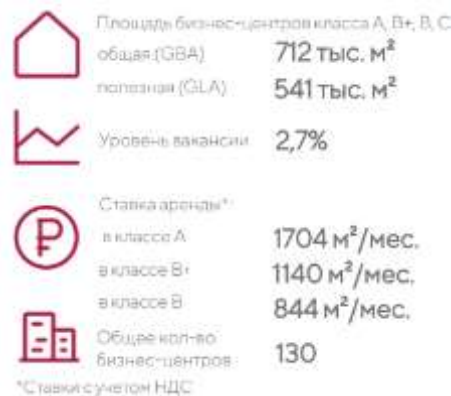 Площадь бизнес-центров класса А, В+, В, С
общая (GBA) 712 тыс. м²
полезная (GLA) 541 тыс. м²
Уровень вакансии 2,7%
Ставка аренды*:
в классе А 1704 м²/мес.
в классе В+ 1140 м²/мес.
в классе В 844 м²/мес.
Общее кол-во
бизнес-центров 130
*Ставки с учетом НДС